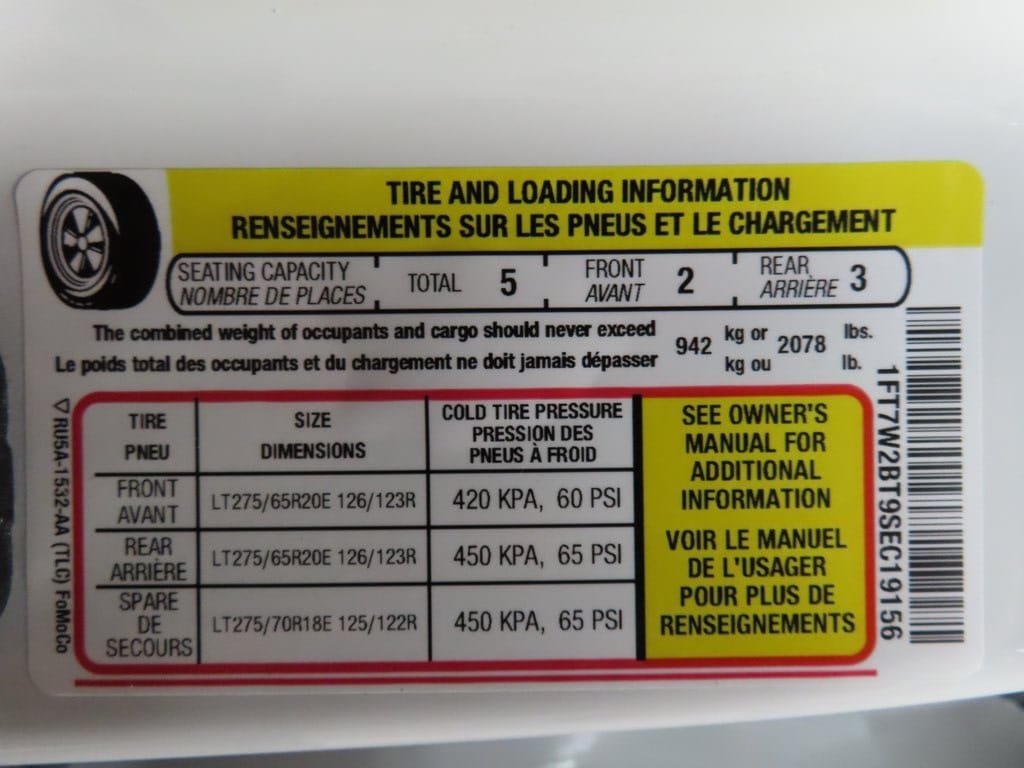 TIRE AND LOADING INFORMATION
RENSEIGNEMENTS SUR LES PNEUS ET LE CHARGEMENT
SEATING CAPACITY TOTAL 5 FRONT 2 REAR 3
NOMBRE DE PLACES AVANT ARRIÈRE
The combined weight of occupants and cargo should never exceed 942 kg or 2078 lbs.
Le poids total des occupants et du chargement ne doit jamais dépasser kg ou lb.
TIRE SIZE COLD TIRE PRESSURE
PNEU DIMENSIONS PRESSION DES
PNEUS À FROID
FRONT
AVANT LT275/65R20E 126/123R 420 KPA, 60 PSI
REAR
ARRIÈRE LT275/65R20E 126/123R 450 KPA, 65 PSI
SPARE
DE
SECOURS LT275/70R18E 125/122R 450 KPA, 65 PSI
SEE OWNER'S
MANUAL FOR
ADDITIONAL
INFORMATION
VOIR LE MANUEL
DE L'USAGER
POUR PLUS DE
RENSEIGNEMENTS
RU5A-1532-AA (TLC) FoMoCo
1FT7W2BT9SEC19156